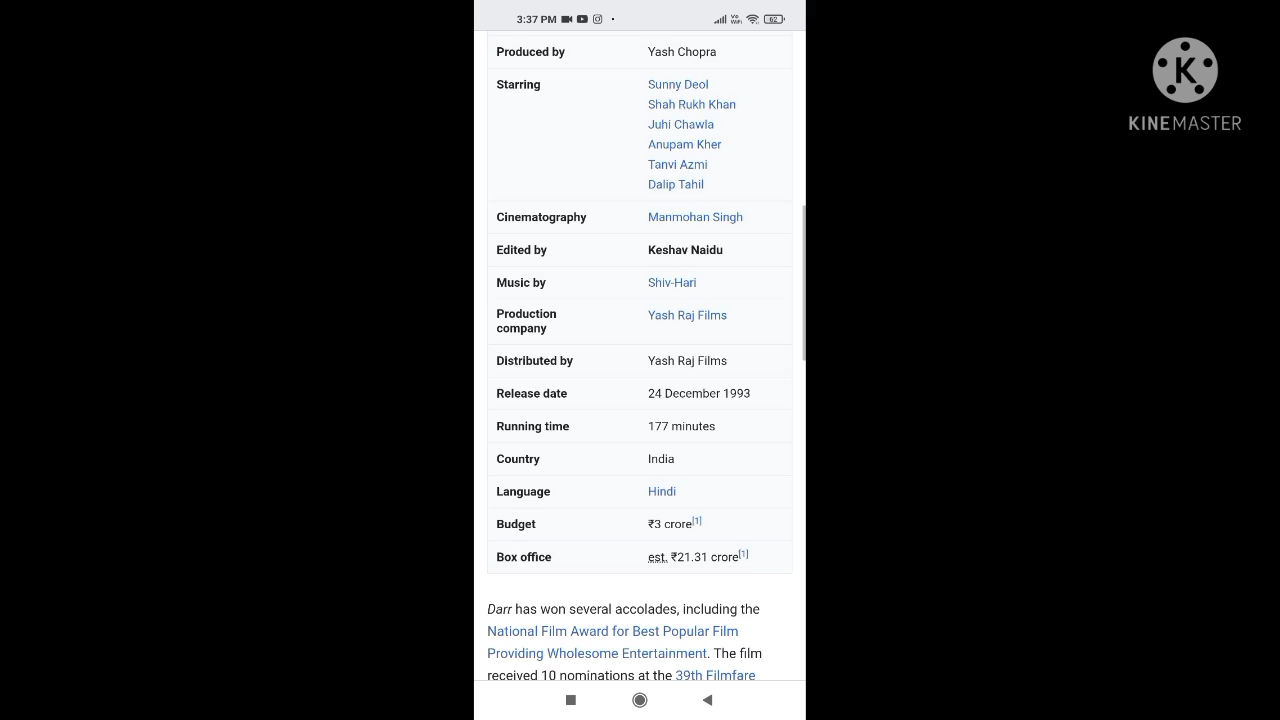 3:37 PM
Vo
WiFi
62
K
KINEMASTER
Produced by Yash Chopra
Starring Sunny Deol
Shah Rukh Khan
Juhi Chawla
Anupam Kher
Tanvi Azmi
Dalip Tahil
Cinematography Manmohan Singh
Edited by Keshav Naidu
Music by Shiv-Hari
Production Yash Raj Films
company
Distributed by Yash Raj Films
Release date 24 December 1993
Running time 177 minutes
Country India
Language Hindi
Budget ₹3 crore[1]
Box office est. ₹21.31 crore[1]
Darr has won several accolades, including the
National Film Award for Best Popular Film
Providing Wholesome Entertainment. The film
received 10 nominations at the 39th Filmfare